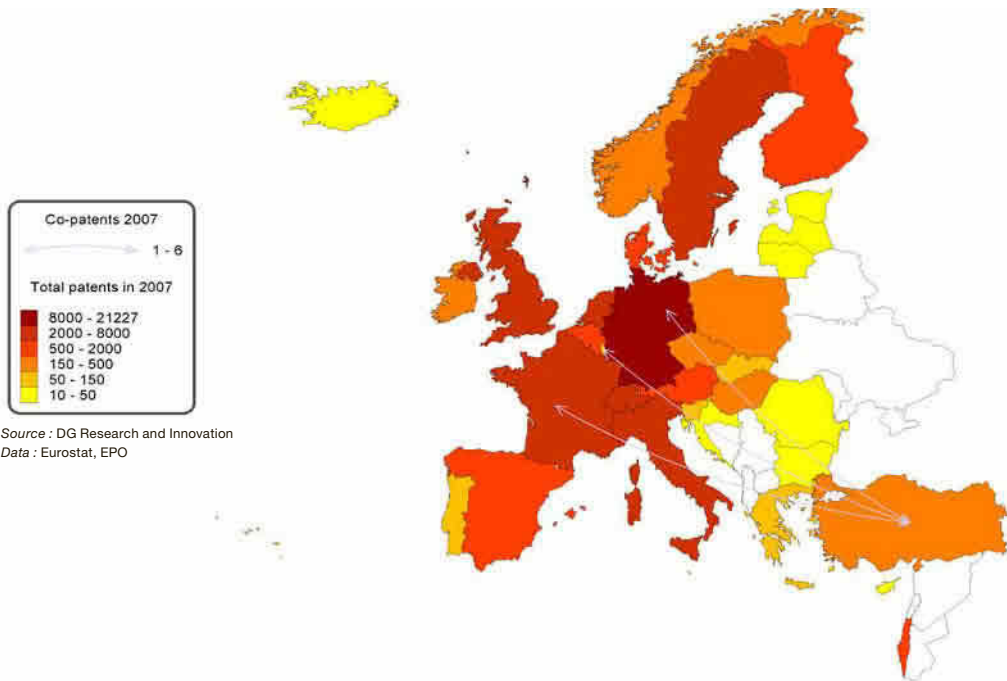 Co-patents 2007
1 - 6
Total patents in 2007
8000 - 21227
2000 - 8000
500 - 2000
150 - 500
50 - 150
10 - 50
Source : DG Research and Innovation
Data : Eurostat, EPO